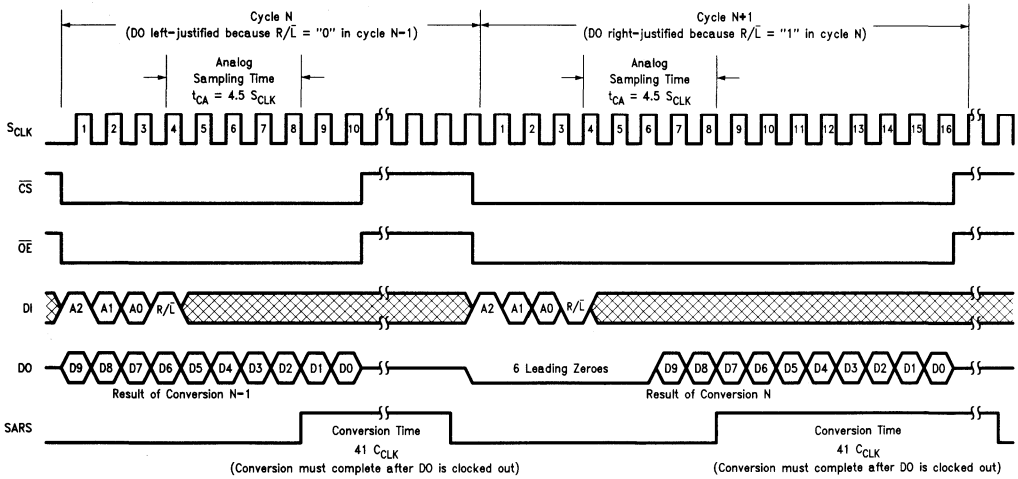 Cycle N
(DO left-justified because R/L̅ = "0" in cycle N-1)
Cycle N+1
(DO right-justified because R/L̅ = "1" in cycle N)
Analog
Sampling Time
tCA = 4.5 SCLK
Analog
Sampling Time
tCA = 4.5 SCLK
SCLK 1 2 3 4 5 6 7 8 9 10 1 2 3 4 5 6 7 8 9 10 11 12 13 14 15 16
C̅S̅
O̅E̅
DI A2 A1 A0 R/L̅ A2 A1 A0 R/L̅
DO D9 D8 D7 D6 D5 D4 D3 D2 D1 D0 6 Leading Zeroes D9 D8 D7 D6 D5 D4 D3 D2 D1 D0
Result of Conversion N-1 Result of Conversion N
SARS
Conversion Time
41 CCLK
(Conversion must complete after DO is clocked out)
Conversion Time
41 CCLK
(Conversion must complete after DO is clocked out)